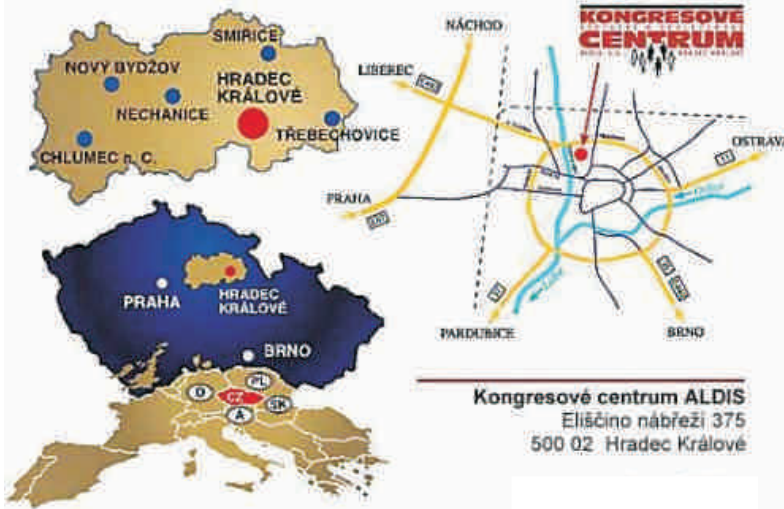 SMIŘICE
NOVÝ BYDŽOV
HRADEC
KRÁLOVÉ
NECHANICE
TŘEBECHOVICE
CHLUMEC n. C.
KONGRESOVÉ
CENTRUM
NÁCHOD
LIBEREC
OSTRAVA
PRAHA
PARDUBICE
BRNO
PRAHA
HRADEC
KRÁLOVÉ
BRNO
D
PL
CZ
SK
A
Kongresové centrum ALDIS
Eliščino nábřeží 375
500 02 Hradec Králové